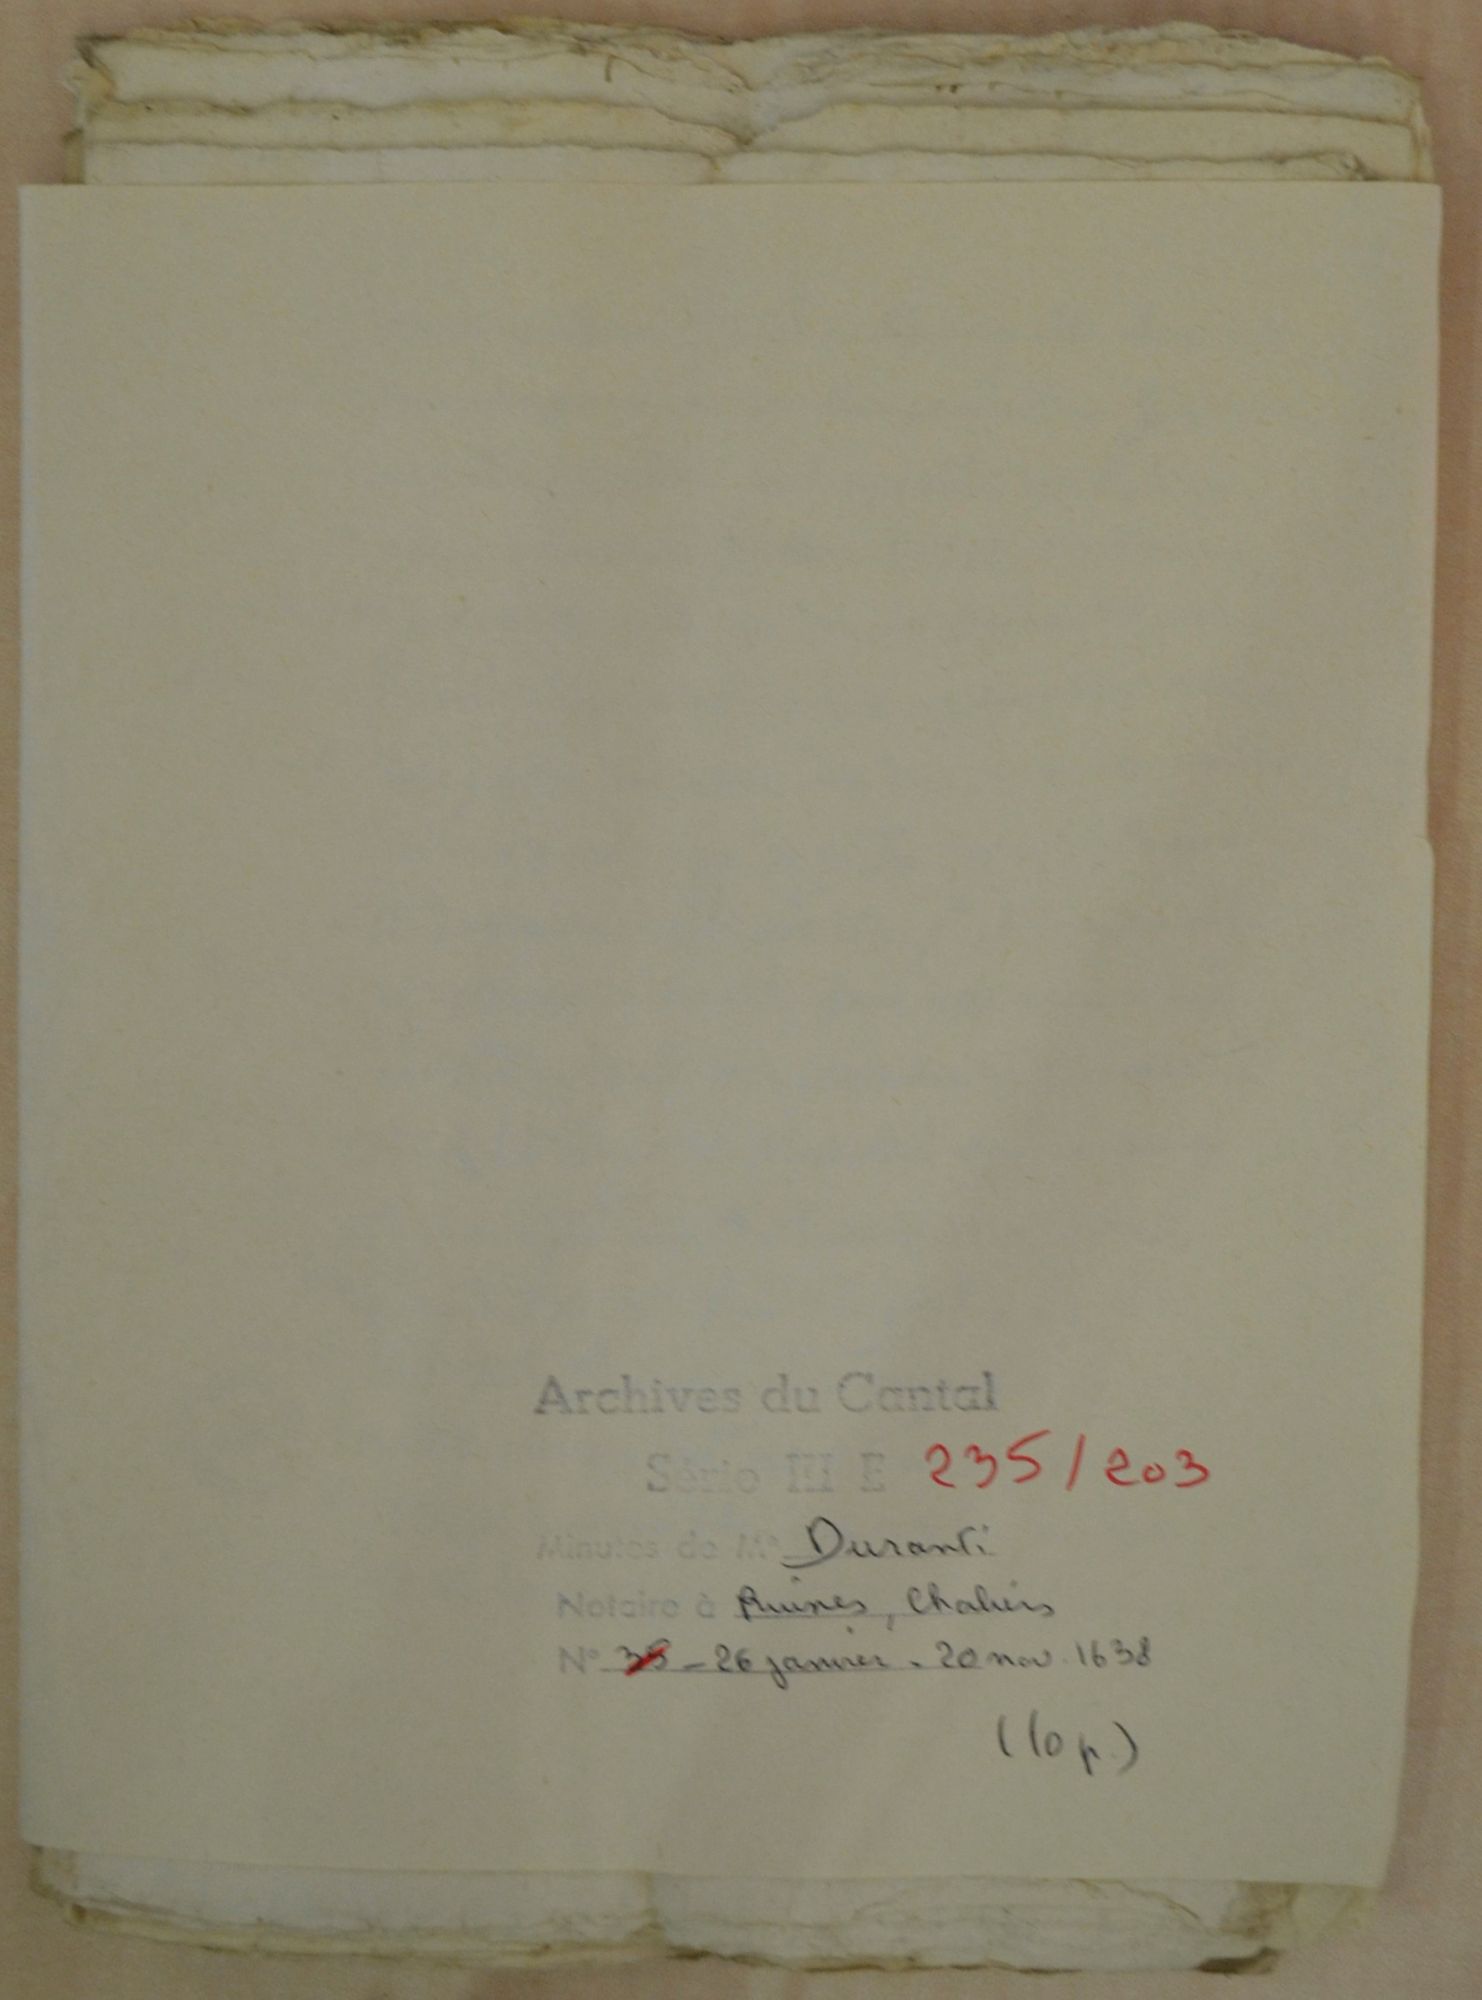 Archives du Cantal
Série III E 235/203
Minutes de Me Duranti
Notaire à Ruines, Chaliers
N° 35 - 26 janvier - 20 nov. 1638
(10 p.)